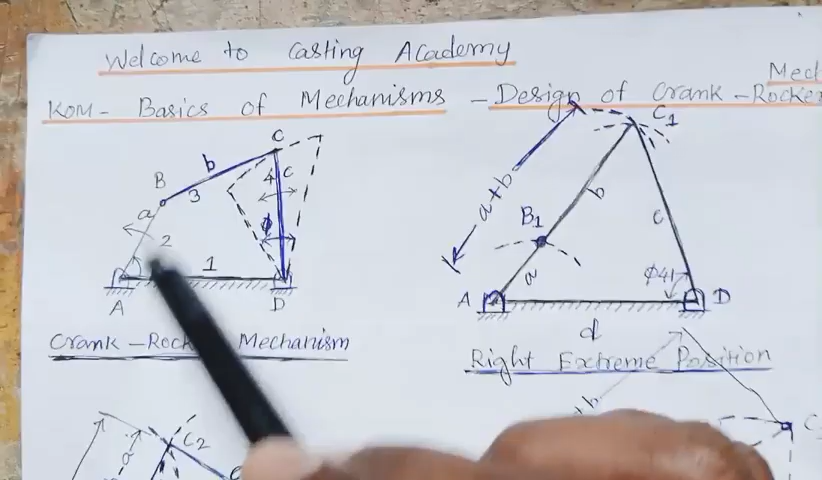 Welcome to Casting Academy
Mech
KOM- Basics of Mechanisms - Design of Crank-Rocker
C
b
B
3
4
c
a
2
φ
1
A
D
Crank-Rock Mechanism
C1
a+b
b
B1
c
a
φ41
A
D
d
Right Extreme Position
+b
C
C2
a